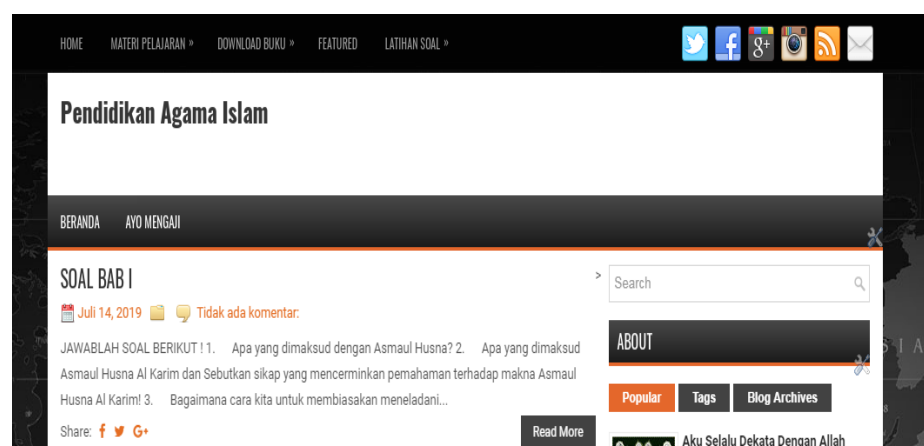 HOME MATERI PELAJARAN » DOWNLOAD BUKU » FEATURED LATIHAN SOAL »
Pendidikan Agama Islam
BERANDA AYO MENGAJI
SOAL BAB I
Juli 14, 2019 Tidak ada komentar:
JAWABLAH SOAL BERIKUT ! 1. Apa yang dimaksud dengan Asmaul Husna? 2. Apa yang dimaksud
Asmaul Husna Al Karim dan Sebutkan sikap yang mencerminkan pemahaman terhadap makna Asmaul
Husna Al Karim! 3. Bagaimana cara kita untuk membiasakan meneladani...
Share:
Read More
>
Search
ABOUT
Popular Tags Blog Archives
Aku Selalu Dekata Dengan Allah